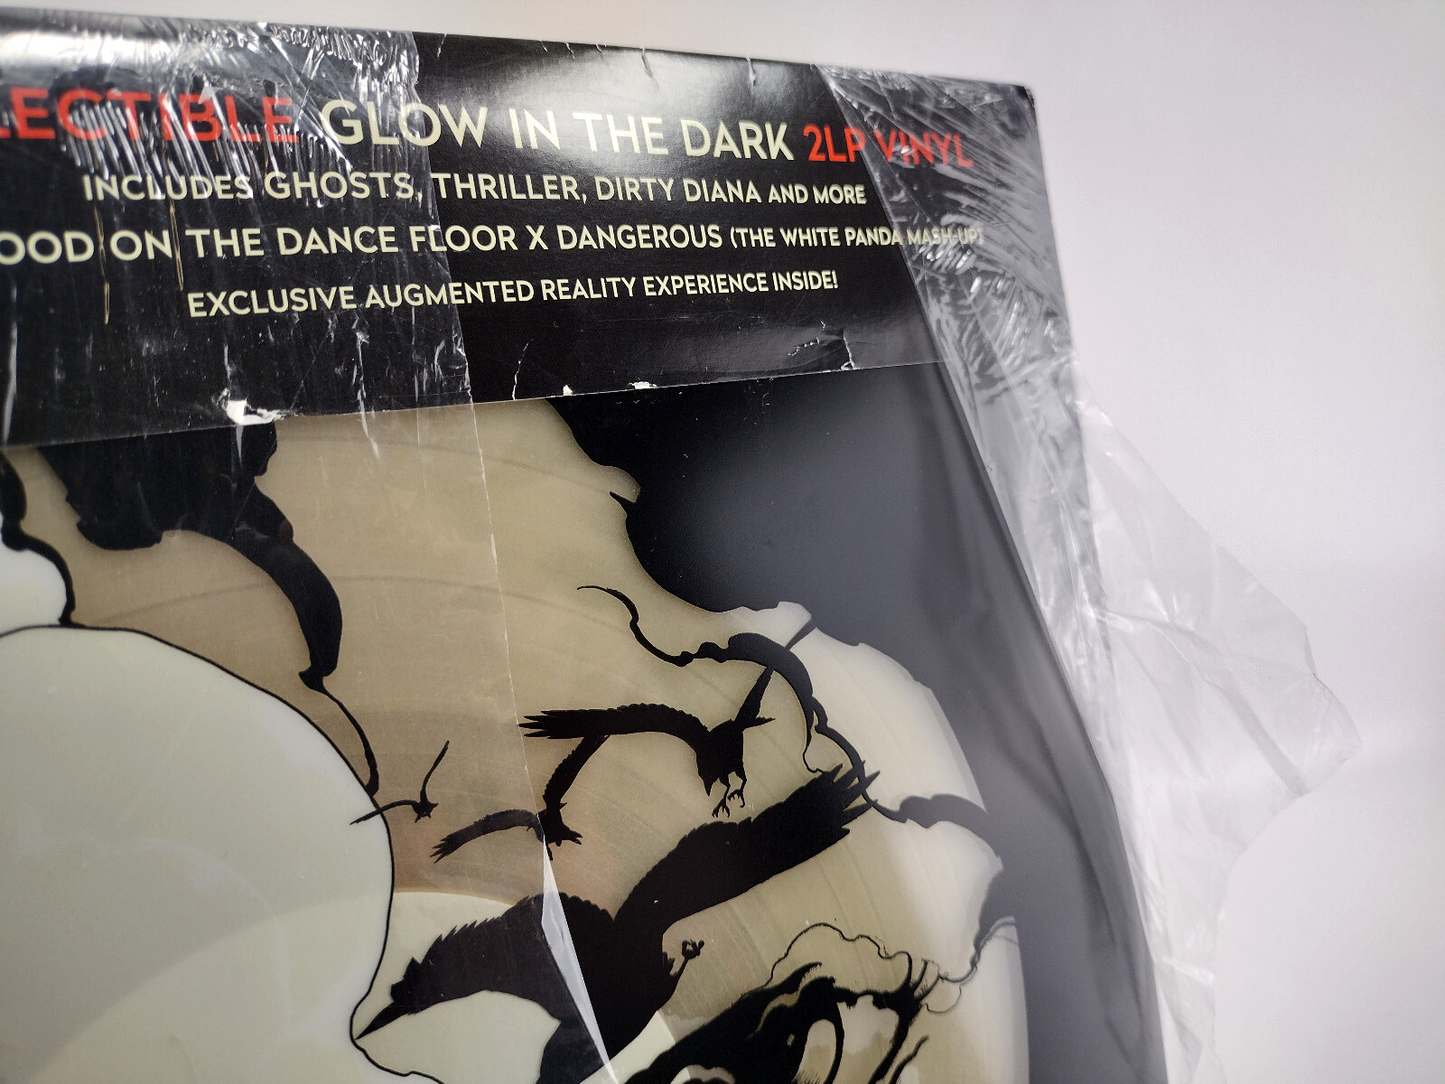 LECTIBLE GLOW IN THE DARK 2LP VINYL
INCLUDES GHOSTS, THRILLER, DIRTY DIANA AND MORE
OOD ON THE DANCE FLOOR X DANGEROUS (THE WHITE PANDA MASH-UP)
EXCLUSIVE AUGMENTED REALITY EXPERIENCE INSIDE!